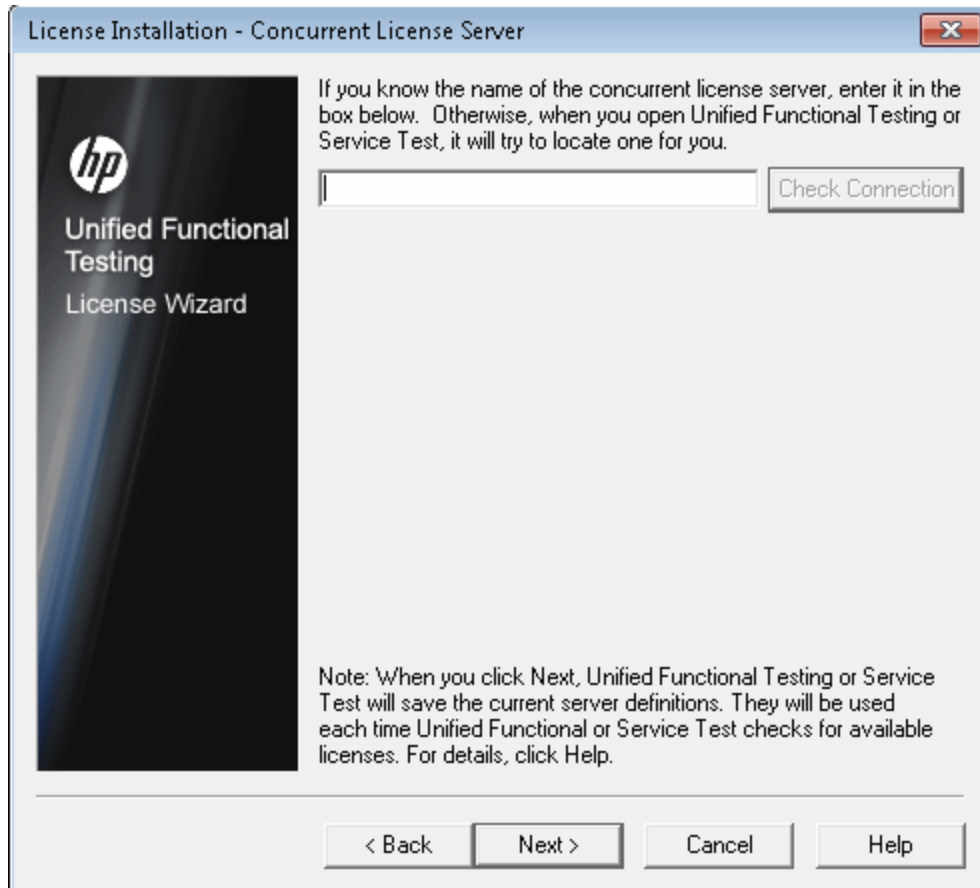 License Installation - Concurrent License Server
If you know the name of the concurrent license server, enter it in the
box below. Otherwise, when you open Unified Functional Testing or
Service Test, it will try to locate one for you.
Check Connection
hp
Unified Functional
Testing
License Wizard
Note: When you click Next, Unified Functional Testing or Service
Test will save the current server definitions. They will be used
each time Unified Functional or Service Test checks for available
licenses. For details, click Help.
< Back
Next >
Cancel
Help